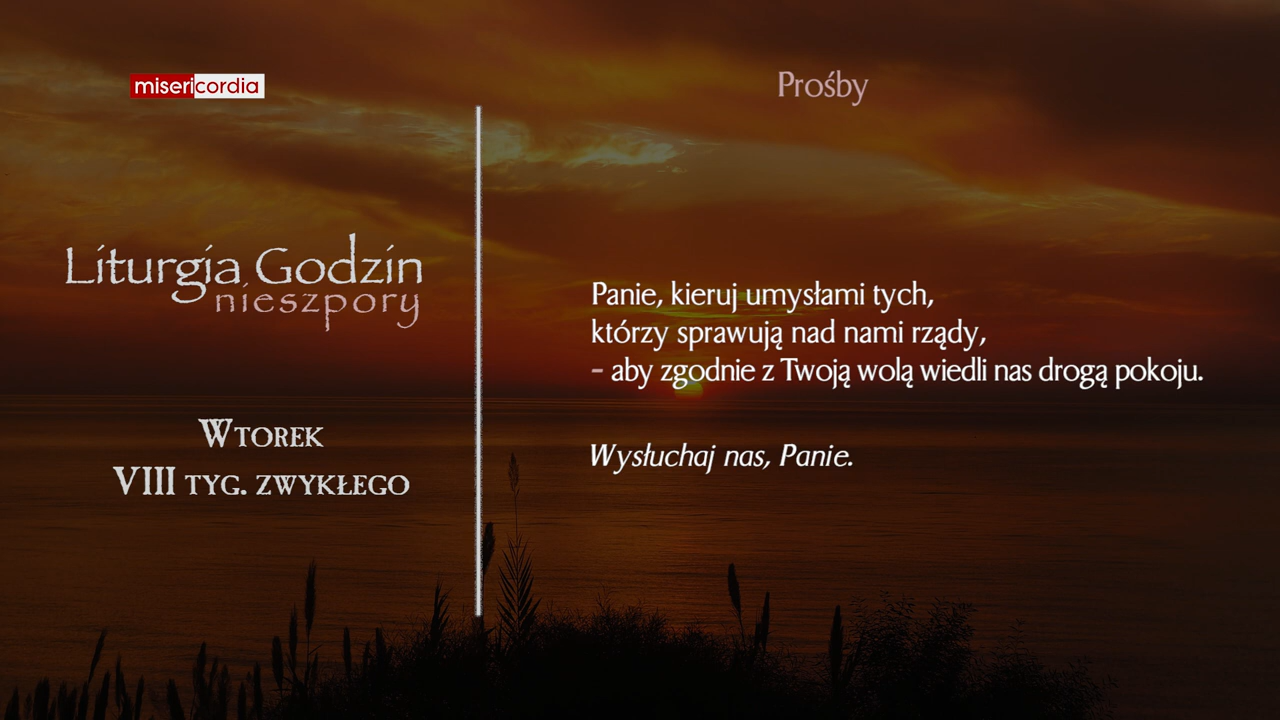 misericordia
Liturgia Godzin
nieszpory
Wtorek
VIII tyg. zwykłego
Prośby
Panie, kieruj umysłami tych,
którzy sprawują nad nami rządy,
- aby zgodnie z Twoją wolą wiedli nas drogą pokoju.
Wysłuchaj nas, Panie.